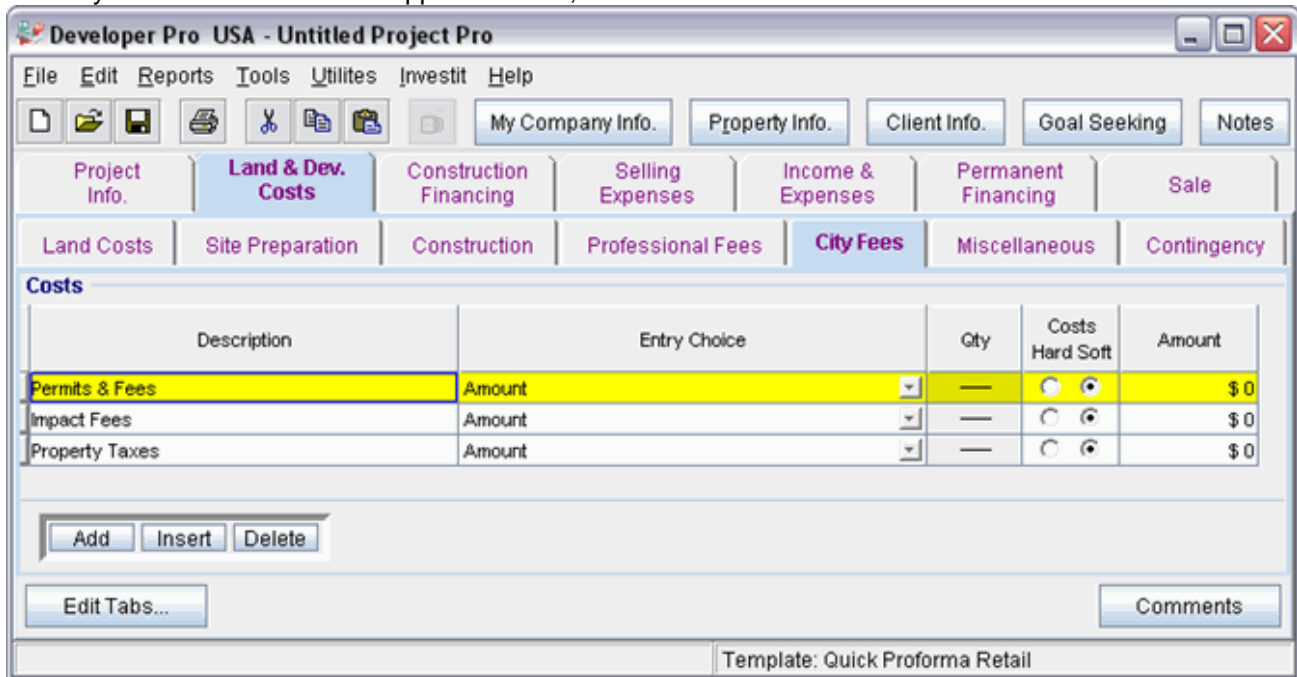 Developer Pro USA - Untitled Project Pro
File Edit Reports Tools Utilites Investit Help
My Company Info. Property Info. Client Info. Goal Seeking Notes
Project Info. Land & Dev. Costs Construction Financing Selling Expenses Income & Expenses Permanent Financing Sale
Land Costs Site Preparation Construction Professional Fees City Fees Miscellaneous Contingency
Costs
Description Entry Choice Qty Costs Hard Soft Amount
Permits & Fees Amount — $ 0
Impact Fees Amount — $ 0
Property Taxes Amount — $ 0
Add Insert Delete
Edit Tabs... Comments
Template: Quick Proforma Retail